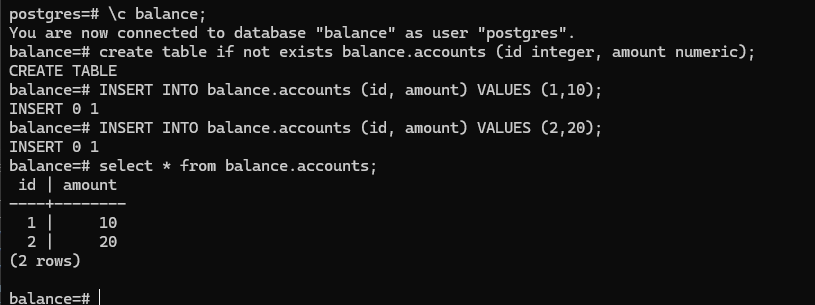 postgres=# \c balance;
You are now connected to database "balance" as user "postgres".
balance=# create table if not exists balance.accounts (id integer, amount numeric);
CREATE TABLE
balance=# INSERT INTO balance.accounts (id, amount) VALUES (1,10);
INSERT 0 1
balance=# INSERT INTO balance.accounts (id, amount) VALUES (2,20);
INSERT 0 1
balance=# select * from balance.accounts;
 id | amount
----+--------
  1 |     10
  2 |     20
(2 rows)

balance=#